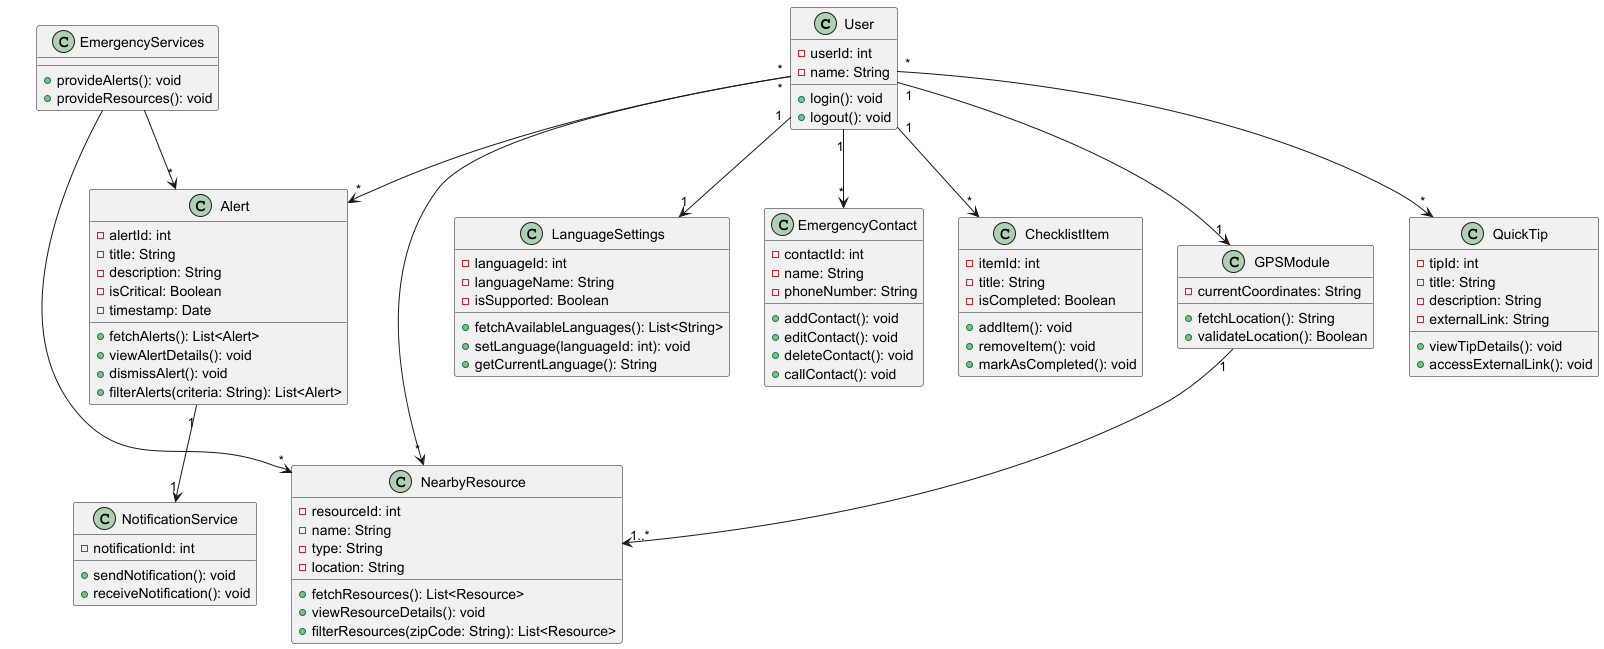 C EmergencyServices
provideAlerts(): void
provideResources(): void
C User
userId: int
name: String
login(): void
logout(): void
*
*
1
1
*
1
1
*
*
1
*
*
1
*
C Alert
alertId: int
title: String
description: String
isCritical: Boolean
timestamp: Date
fetchAlerts(): List<Alert>
viewAlertDetails(): void
dismissAlert(): void
filterAlerts(criteria: String): List<Alert>
C LanguageSettings
languageId: int
languageName: String
isSupported: Boolean
fetchAvailableLanguages(): List<String>
setLanguage(languageId: int): void
getCurrentLanguage(): String
C EmergencyContact
contactId: int
name: String
phoneNumber: String
addContact(): void
editContact(): void
deleteContact(): void
callContact(): void
C ChecklistItem
itemId: int
title: String
isCompleted: Boolean
addItem(): void
removeItem(): void
markAsCompleted(): void
C GPSModule
currentCoordinates: String
fetchLocation(): String
validateLocation(): Boolean
C QuickTip
tipId: int
title: String
description: String
externalLink: String
viewTipDetails(): void
accessExternalLink(): void
1
1
*
*
1
1..*
C NotificationService
notificationId: int
sendNotification(): void
receiveNotification(): void
C NearbyResource
resourceId: int
name: String
type: String
location: String
fetchResources(): List<Resource>
viewResourceDetails(): void
filterResources(zipCode: String): List<Resource>